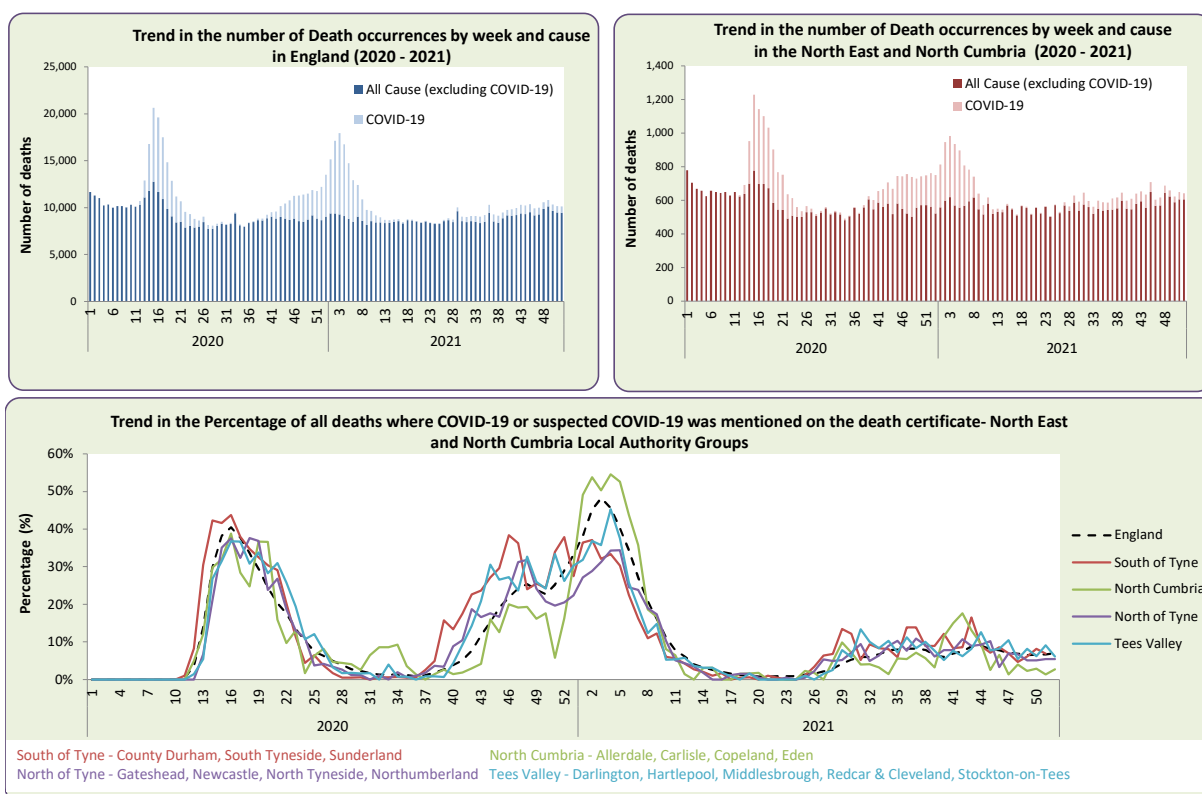 Trend in the number of Death occurrences by week and cause
in England (2020 - 2021)
25,000
20,000
15,000
10,000
5,000
0
Number of deaths
All Cause (excluding COVID-19)
COVID-19
1 6 11 16 21 26 31 36 41 46 51 3 8 13 18 23 28 33 38 43 48
2020 2021
Trend in the number of Death occurrences by week and cause
in the North East and North Cumbria (2020 - 2021)
1,400
1,200
1,000
800
600
400
200
0
Number of deaths
All Cause (excluding COVID-19)
COVID-19
1 6 11 16 21 26 31 36 41 46 51 3 8 13 18 23 28 33 38 43 48
2020 2021
Trend in the Percentage of all deaths where COVID-19 or suspected COVID-19 was mentioned on the death certificate- North East
and North Cumbria Local Authority Groups
60%
50%
40%
30%
20%
10%
0%
Percentage (%)
England
South of Tyne
North Cumbria
North of Tyne
Tees Valley
1 4 7 10 13 16 19 22 25 28 31 34 37 40 43 46 49 52 2 5 8 11 14 17 20 23 26 29 32 35 38 41 44 47 50
2020 2021
South of Tyne - County Durham, South Tyneside, Sunderland
North Cumbria - Allerdale, Carlisle, Copeland, Eden
North of Tyne - Gateshead, Newcastle, North Tyneside, Northumberland
Tees Valley - Darlington, Hartlepool, Middlesbrough, Redcar & Cleveland, Stockton-on-Tees